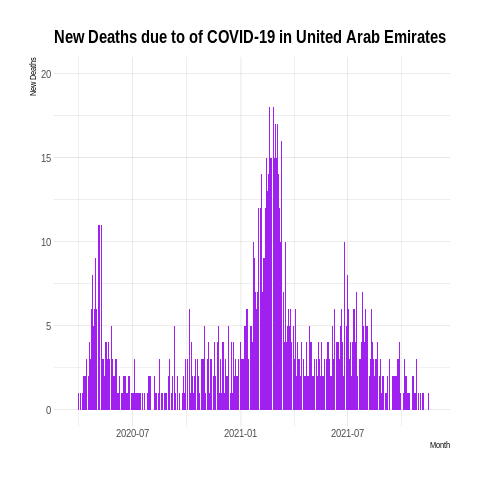 New Deaths due to of COVID-19 in United Arab Emirates
New Deaths
20
15
10
5
0
2020-07
2021-01
2021-07
Month